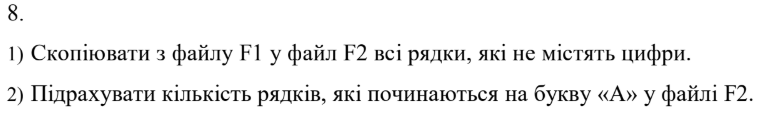 8.
1) Скопіювати з файлу F1 у файл F2 всі рядки, які не містять цифри.
2) Підрахувати кількість рядків, які починаються на букву «А» у файлі F2.